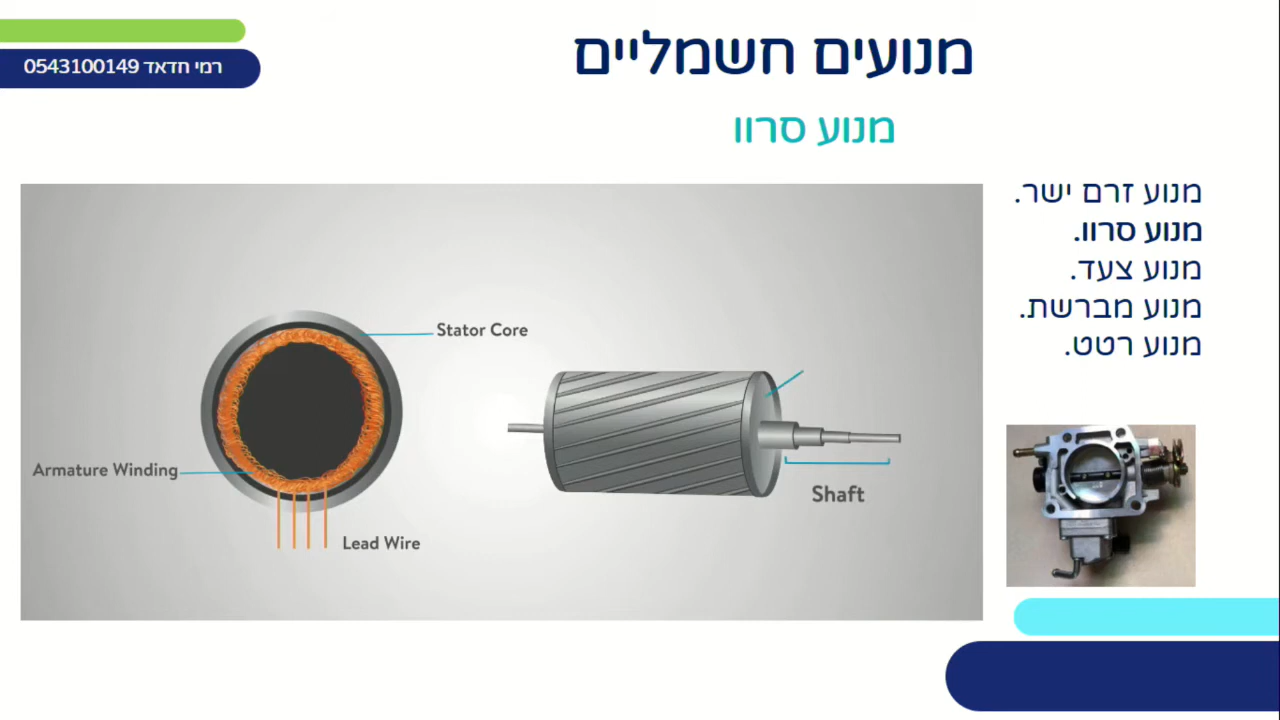 רמי חדאד 0543100149
מנועים חשמליים
מנוע סרוו
מנוע זרם ישר.
מנוע סרוו.
מנוע צעד.
מנוע מברשת.
מנוע רטט.
Stator Core
Armature Winding
Lead Wire
Shaft